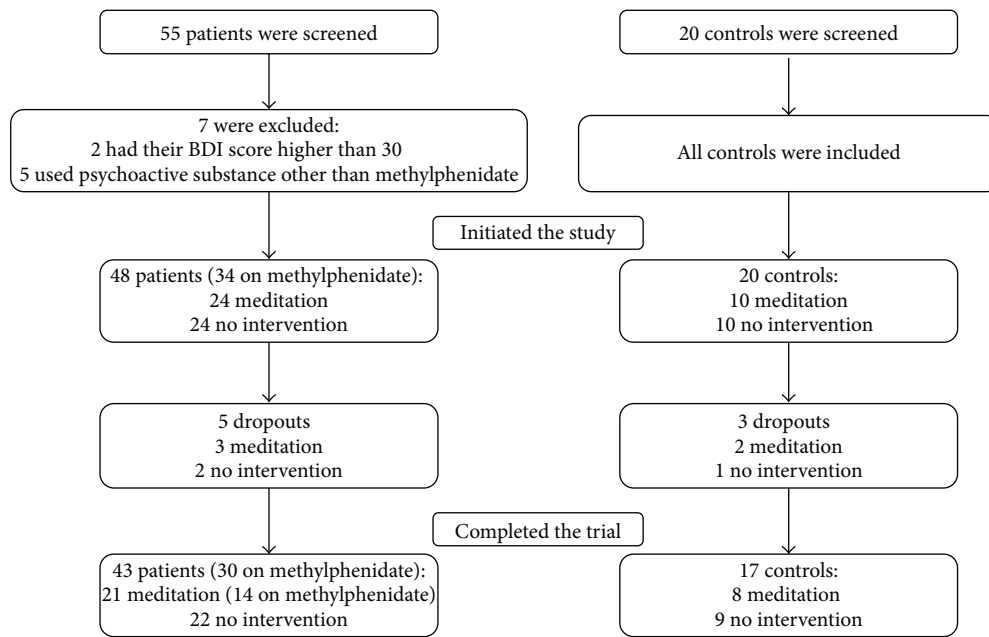 55 patients were screened
20 controls were screened
7 were excluded:
2 had their BDI score higher than 30
5 used psychoactive substance other than methylphenidate
All controls were included
Initiated the study
48 patients (34 on methylphenidate):
24 meditation
24 no intervention
20 controls:
10 meditation
10 no intervention
5 dropouts
3 meditation
2 no intervention
3 dropouts
2 meditation
1 no intervention
Completed the trial
43 patients (30 on methylphenidate):
21 meditation (14 on methylphenidate)
22 no intervention
17 controls:
8 meditation
9 no intervention